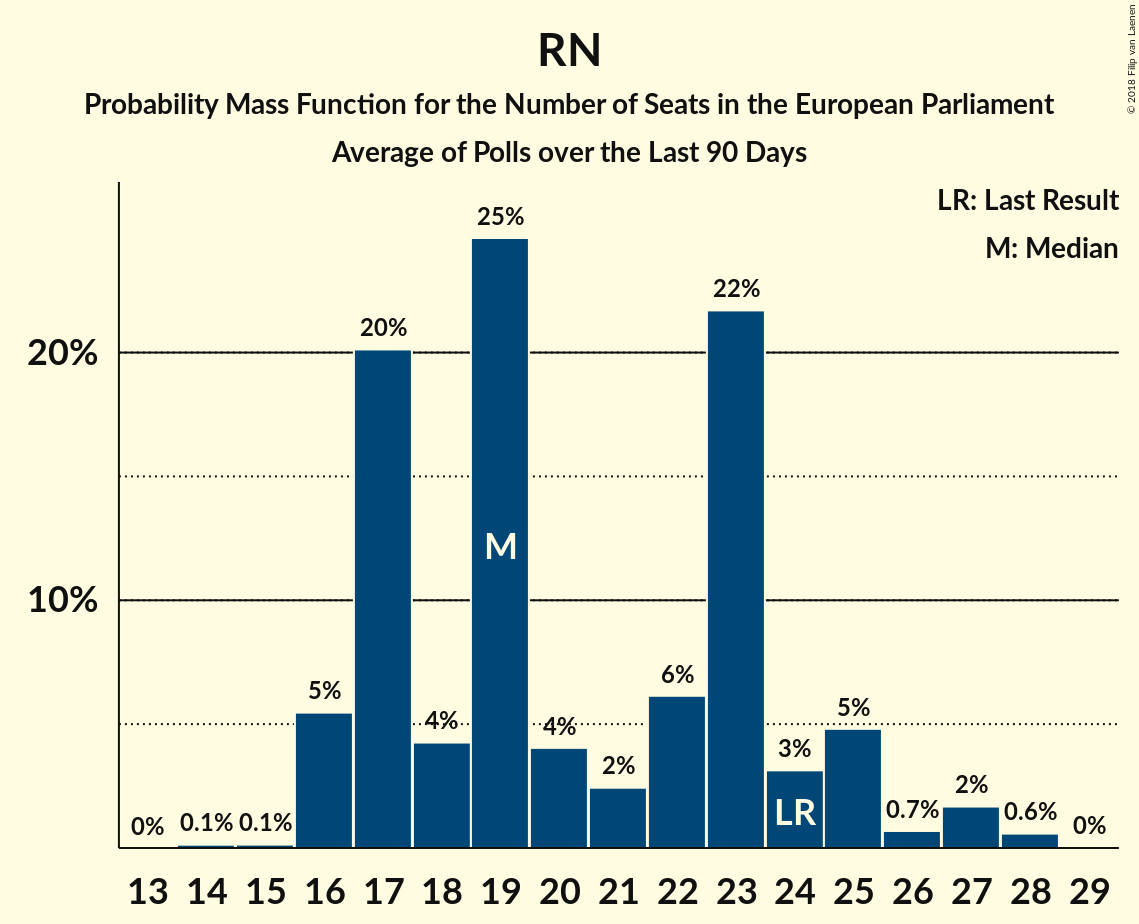 RN
Probability Mass Function for the Number of Seats in the European Parliament
Average of Polls over the Last 90 Days
© 2018 Filip van Laenen
LR: Last Result
M: Median
20%
10%
0%
0.1%
0.1%
5%
20%
4%
25%
4%
2%
6%
22%
3%
5%
0.7%
2%
0.6%
0%
M
LR
13 14 15 16 17 18 19 20 21 22 23 24 25 26 27 28 29